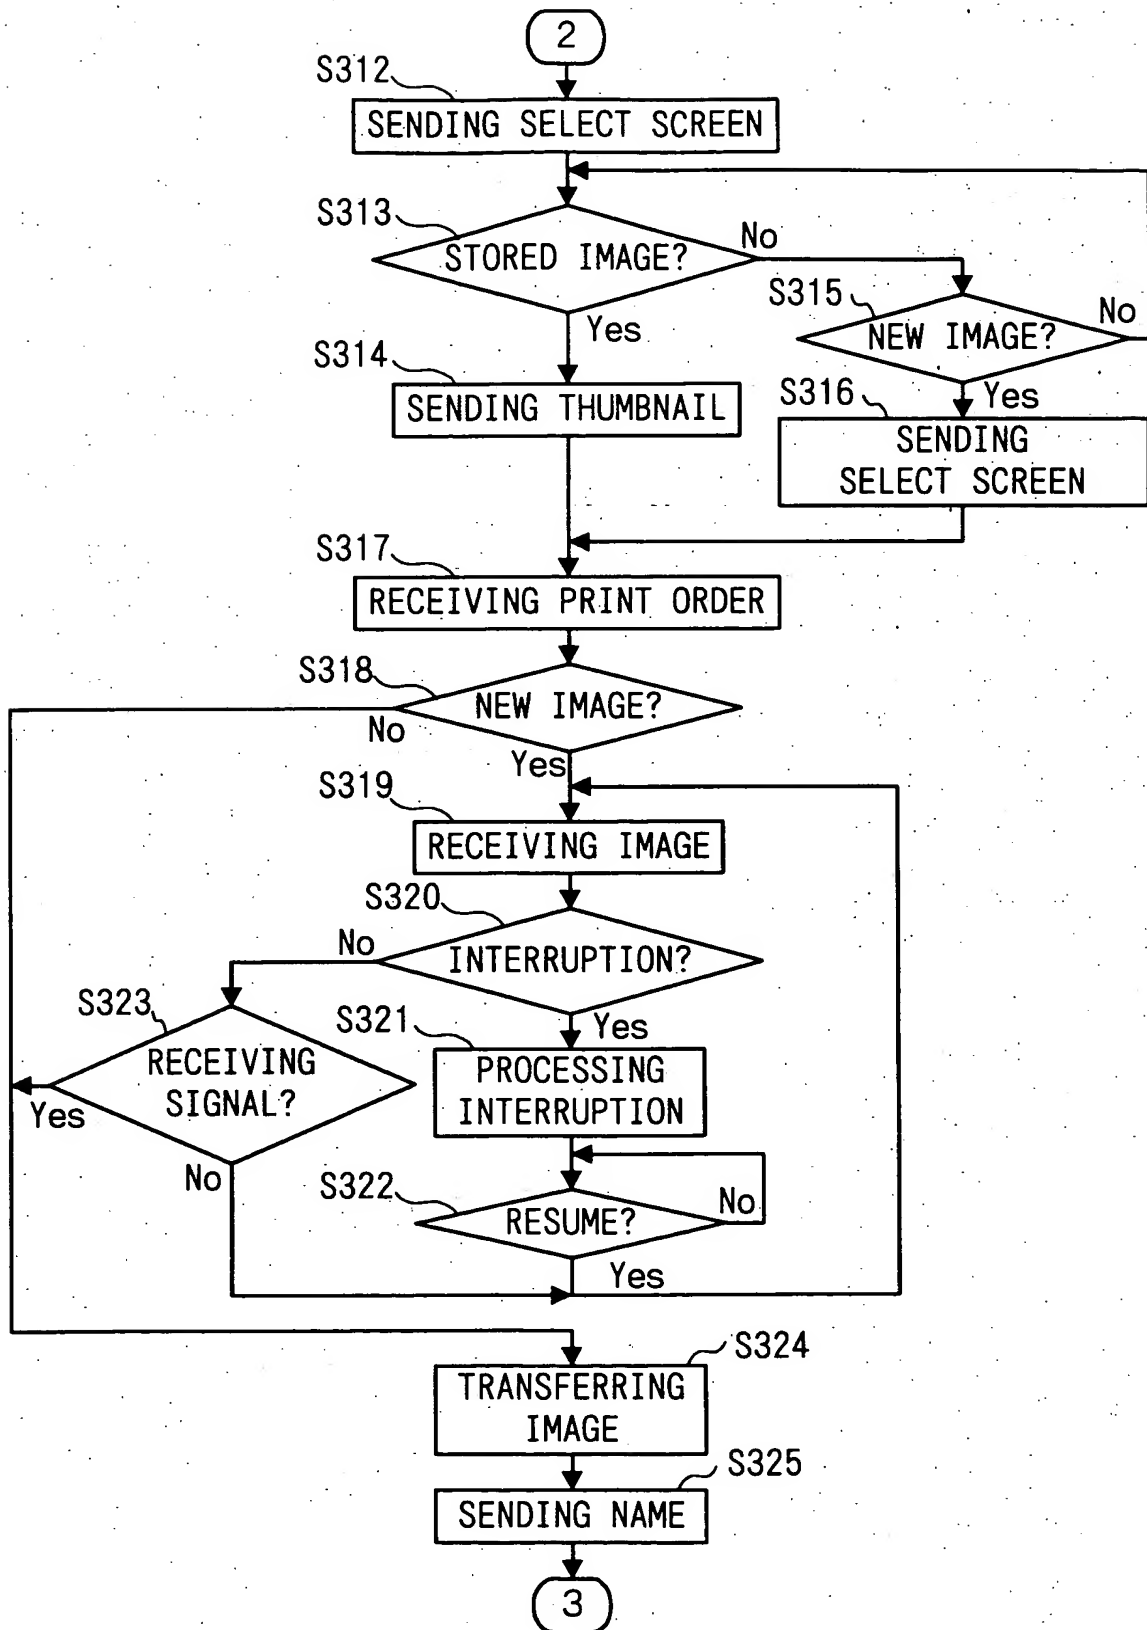 2
S312
SENDING SELECT SCREEN
S313
STORED IMAGE?
No
S315
NEW IMAGE?
No
Yes
S314
SENDING THUMBNAIL
S316
Yes
SENDING
SELECT SCREEN
S317
RECEIVING PRINT ORDER
S318
NEW IMAGE?
No
Yes
S319
RECEIVING IMAGE
S320
INTERRUPTION?
No
S323
RECEIVING
SIGNAL?
Yes
No
S321
Yes
PROCESSING
INTERRUPTION
S322
RESUME?
No
Yes
S324
TRANSFERRING
IMAGE
S325
SENDING NAME
3